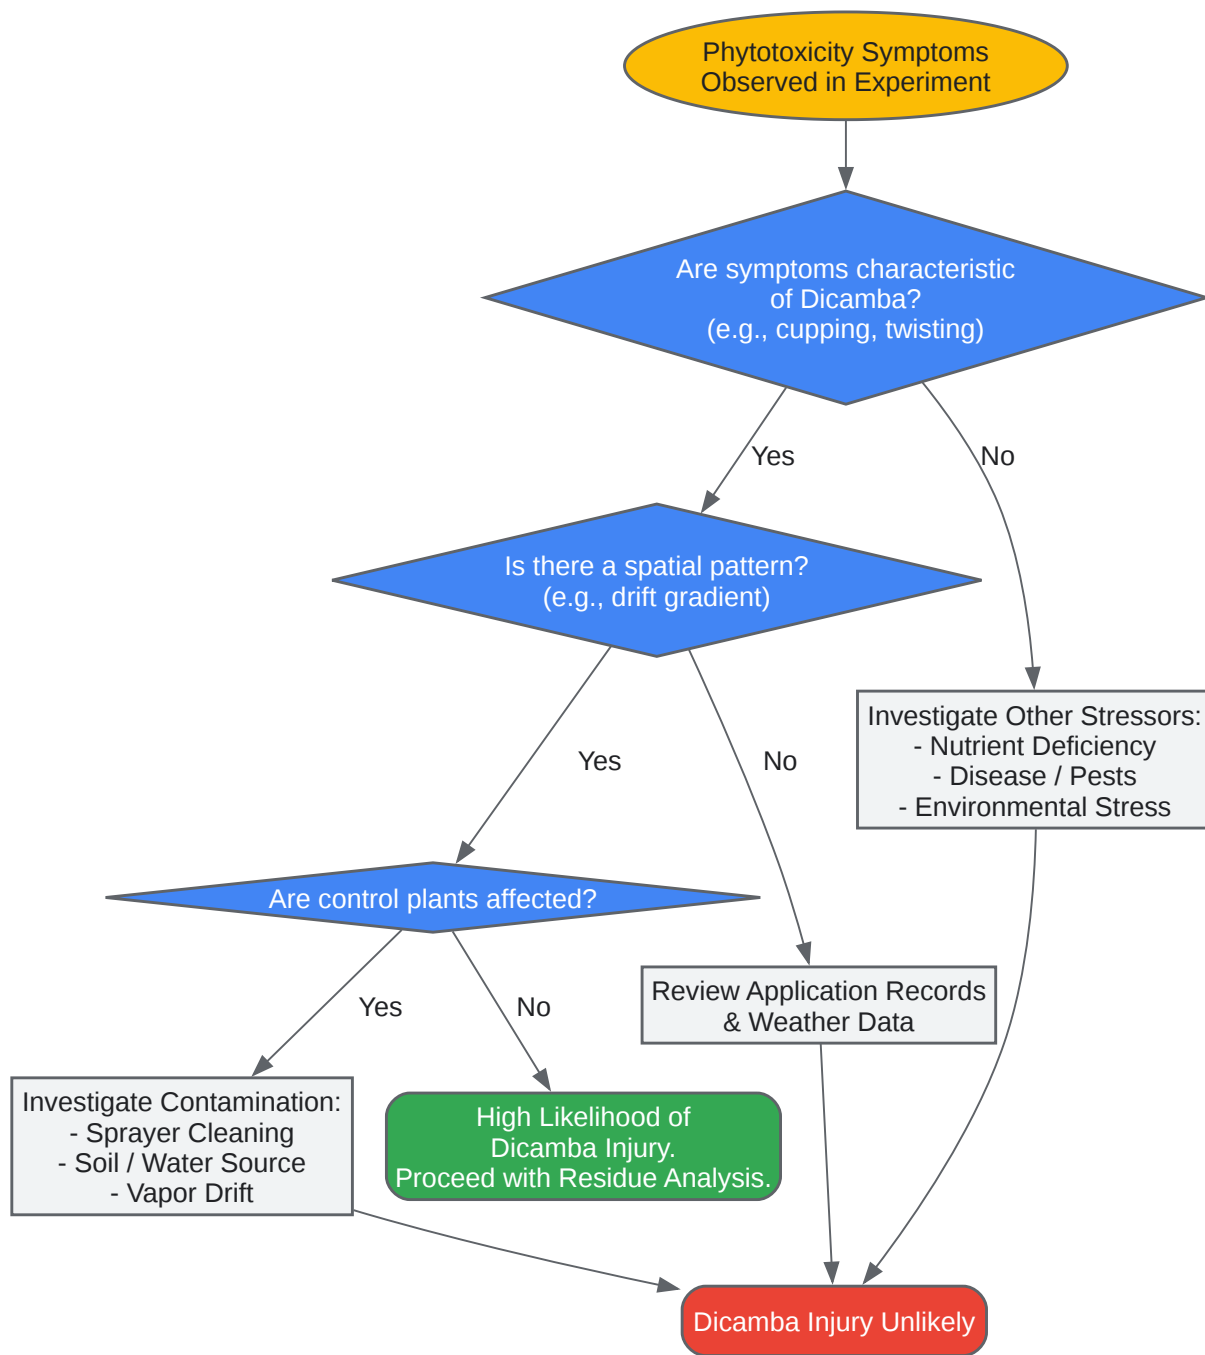 Phytotoxicity Symptoms
Observed in Experiment
Are symptoms characteristic
of Dicamba?
(e.g., cupping, twisting)
Yes
No
Is there a spatial pattern?
(e.g., drift gradient)
Yes
No
Investigate Other Stressors:
- Nutrient Deficiency
- Disease / Pests
- Environmental Stress
Are control plants affected?
Yes
No
Review Application Records
& Weather Data
Investigate Contamination:
- Sprayer Cleaning
- Soil / Water Source
- Vapor Drift
High Likelihood of
Dicamba Injury.
Proceed with Residue Analysis.
Dicamba Injury Unlikely